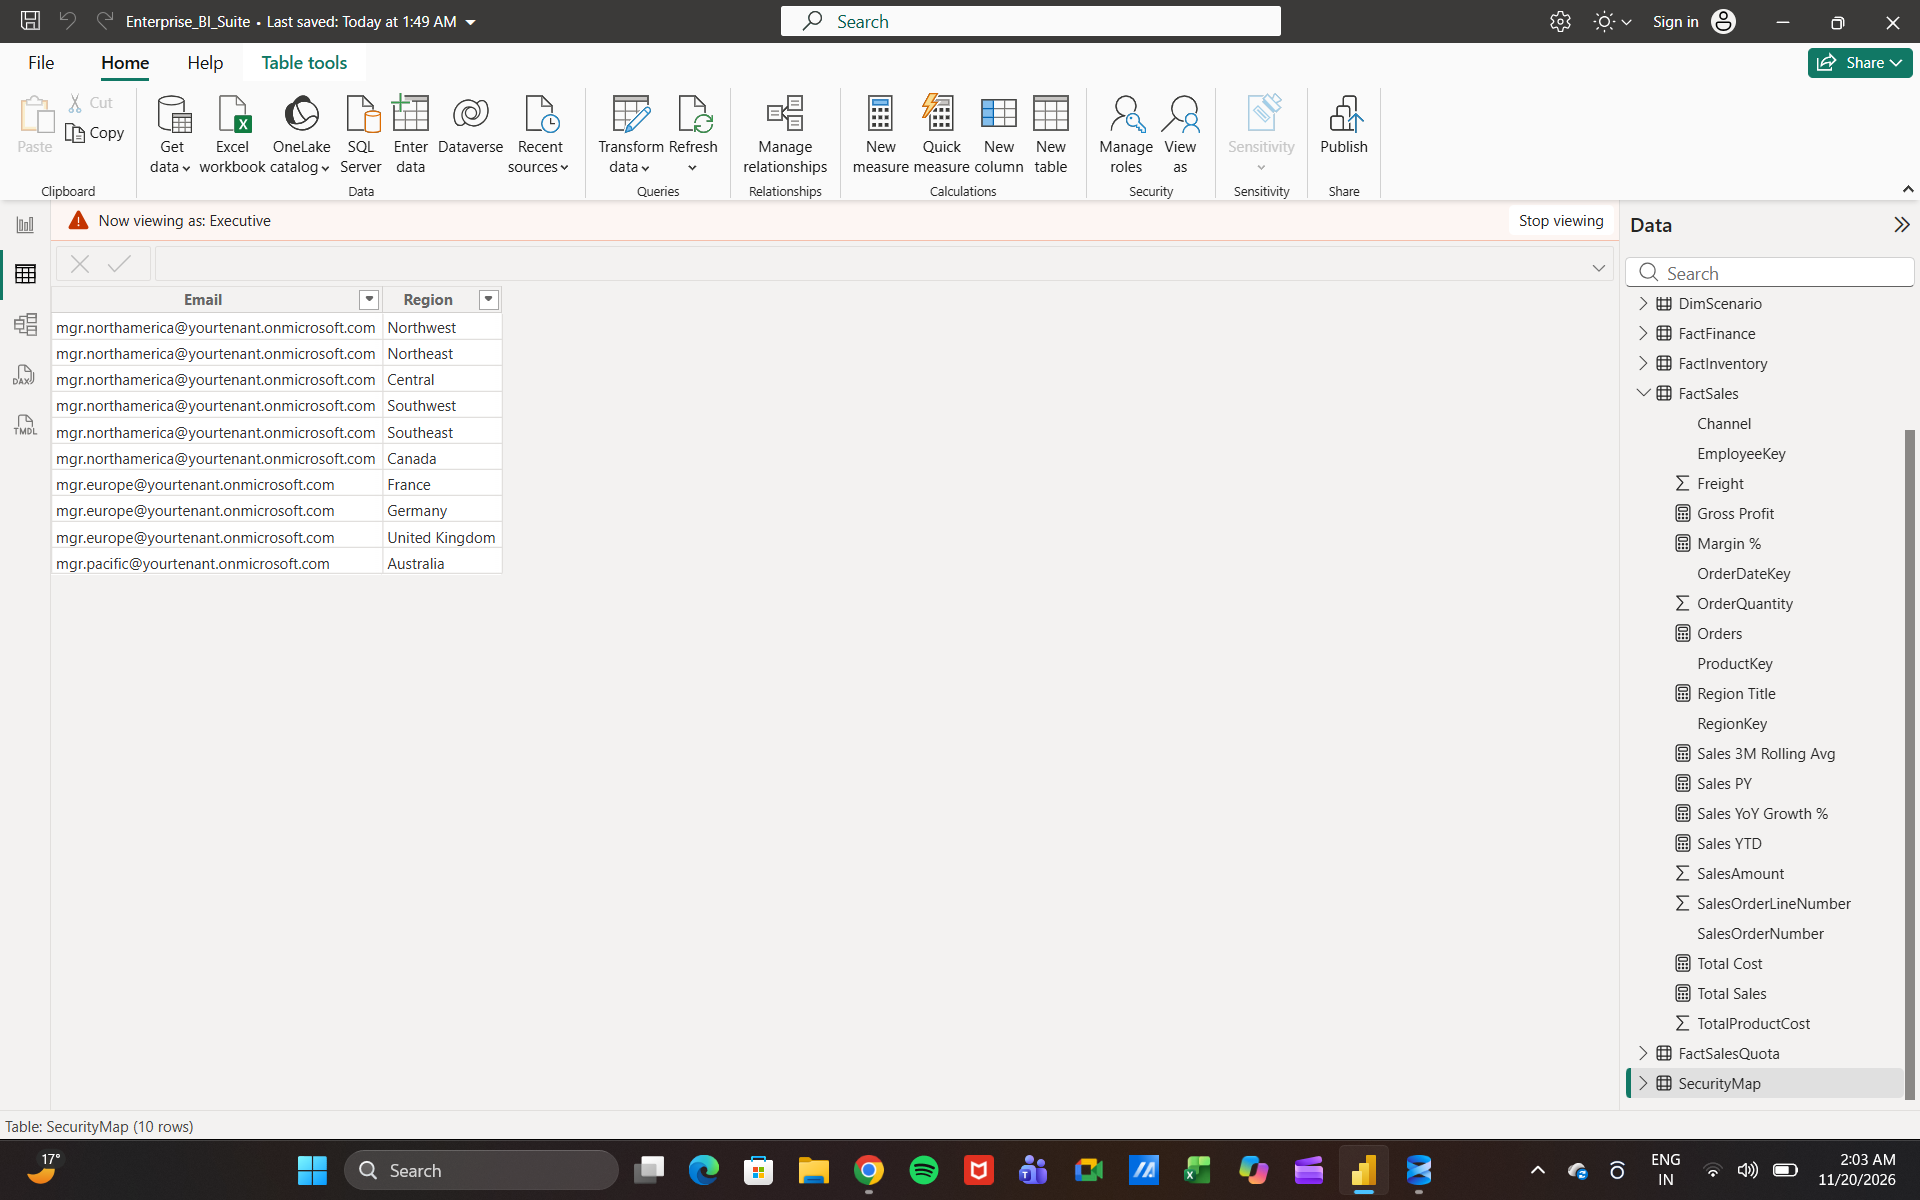 Enterprise_BI_Suite • Last saved: Today at 1:49 AM
Search
Sign in
File
Home
Help
Table tools
Share
Paste
Cut
Copy
Clipboard
Get data
Excel workbook
OneLake catalog
SQL Server
Enter data
Dataverse
Recent sources
Data
Transform data
Refresh
Queries
Manage relationships
Relationships
New measure
Quick measure
New column
New table
Calculations
Manage roles
View as
Security
Sensitivity
Sensitivity
Publish
Share
Now viewing as: Executive
Stop viewing
Email Region
mgr.northamerica@yourtenant.onmicrosoft.com Northwest
mgr.northamerica@yourtenant.onmicrosoft.com Northeast
mgr.northamerica@yourtenant.onmicrosoft.com Central
mgr.northamerica@yourtenant.onmicrosoft.com Southwest
mgr.northamerica@yourtenant.onmicrosoft.com Southeast
mgr.northamerica@yourtenant.onmicrosoft.com Canada
mgr.europe@yourtenant.onmicrosoft.com France
mgr.europe@yourtenant.onmicrosoft.com Germany
mgr.europe@yourtenant.onmicrosoft.com United Kingdom
mgr.pacific@yourtenant.onmicrosoft.com Australia
DAX
TMDL
Data
Search
DimScenario
FactFinance
FactInventory
FactSales
Channel
EmployeeKey
Freight
Gross Profit
Margin %
OrderDateKey
OrderQuantity
Orders
ProductKey
Region Title
RegionKey
Sales 3M Rolling Avg
Sales PY
Sales YoY Growth %
Sales YTD
SalesAmount
SalesOrderLineNumber
SalesOrderNumber
Total Cost
Total Sales
TotalProductCost
FactSalesQuota
SecurityMap
Table: SecurityMap (10 rows)
17°
Search
ENG
IN
2:03 AM
11/20/2026